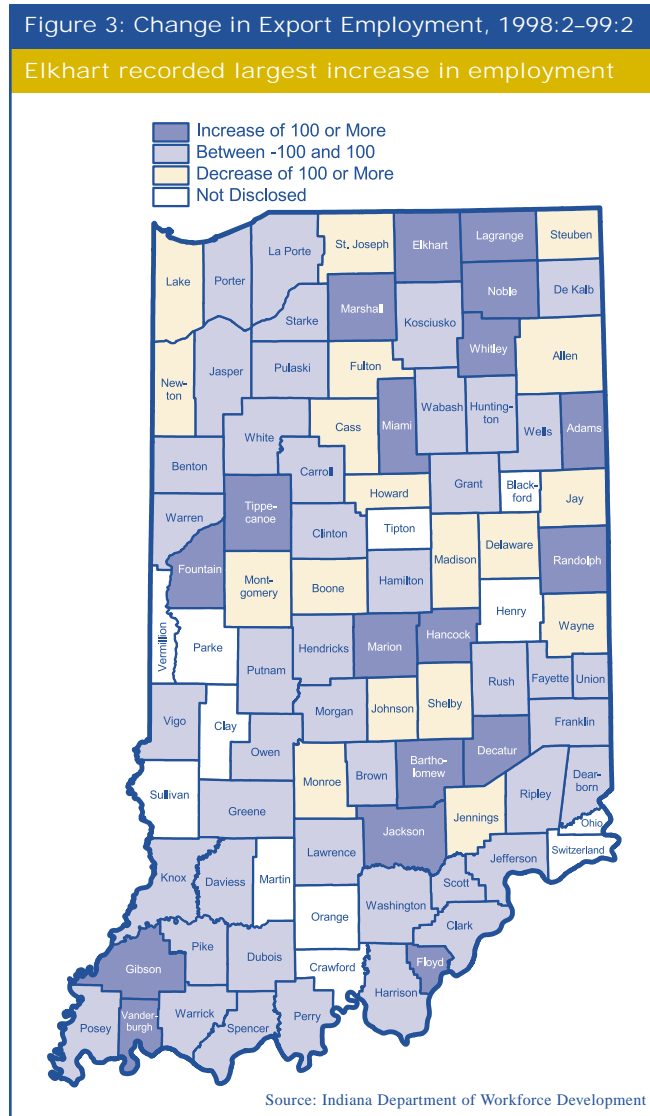 Figure 3: Change in Export Employment, 1998:2–99:2
Elkhart recorded largest increase in employment
Increase of 100 or More
Between -100 and 100
Decrease of 100 or More
Not Disclosed
Lake
Porter
La Porte
St. Joseph
Elkhart
Lagrange
Steuben
Noble
De Kalb
Starke
Marshall
Kosciusko
Whitley
Allen
New-
ton
Jasper
Pulaski
Fulton
Cass
Miami
Wabash
Hunting-
ton
Wells
Adams
White
Carroll
Benton
Howard
Grant
Black-
ford
Jay
Warren
Tippe-
canoe
Clinton
Tipton
Madison
Delaware
Randolph
Fountain
Mont-
gomery
Boone
Hamilton
Henry
Wayne
Vermillion
Parke
Putnam
Hendricks
Marion
Hancock
Rush
Fayette
Union
Vigo
Clay
Owen
Morgan
Johnson
Shelby
Decatur
Franklin
Sullivan
Greene
Monroe
Brown
Bartho-
lomew
Jennings
Ripley
Dear-
born
Ohio
Switzerland
Jefferson
Jackson
Lawrence
Knox
Daviess
Martin
Orange
Washington
Scott
Clark
Gibson
Pike
Dubois
Crawford
Floyd
Harrison
Posey
Vander-
burgh
Warrick
Spencer
Perry
Source: Indiana Department of Workforce Development